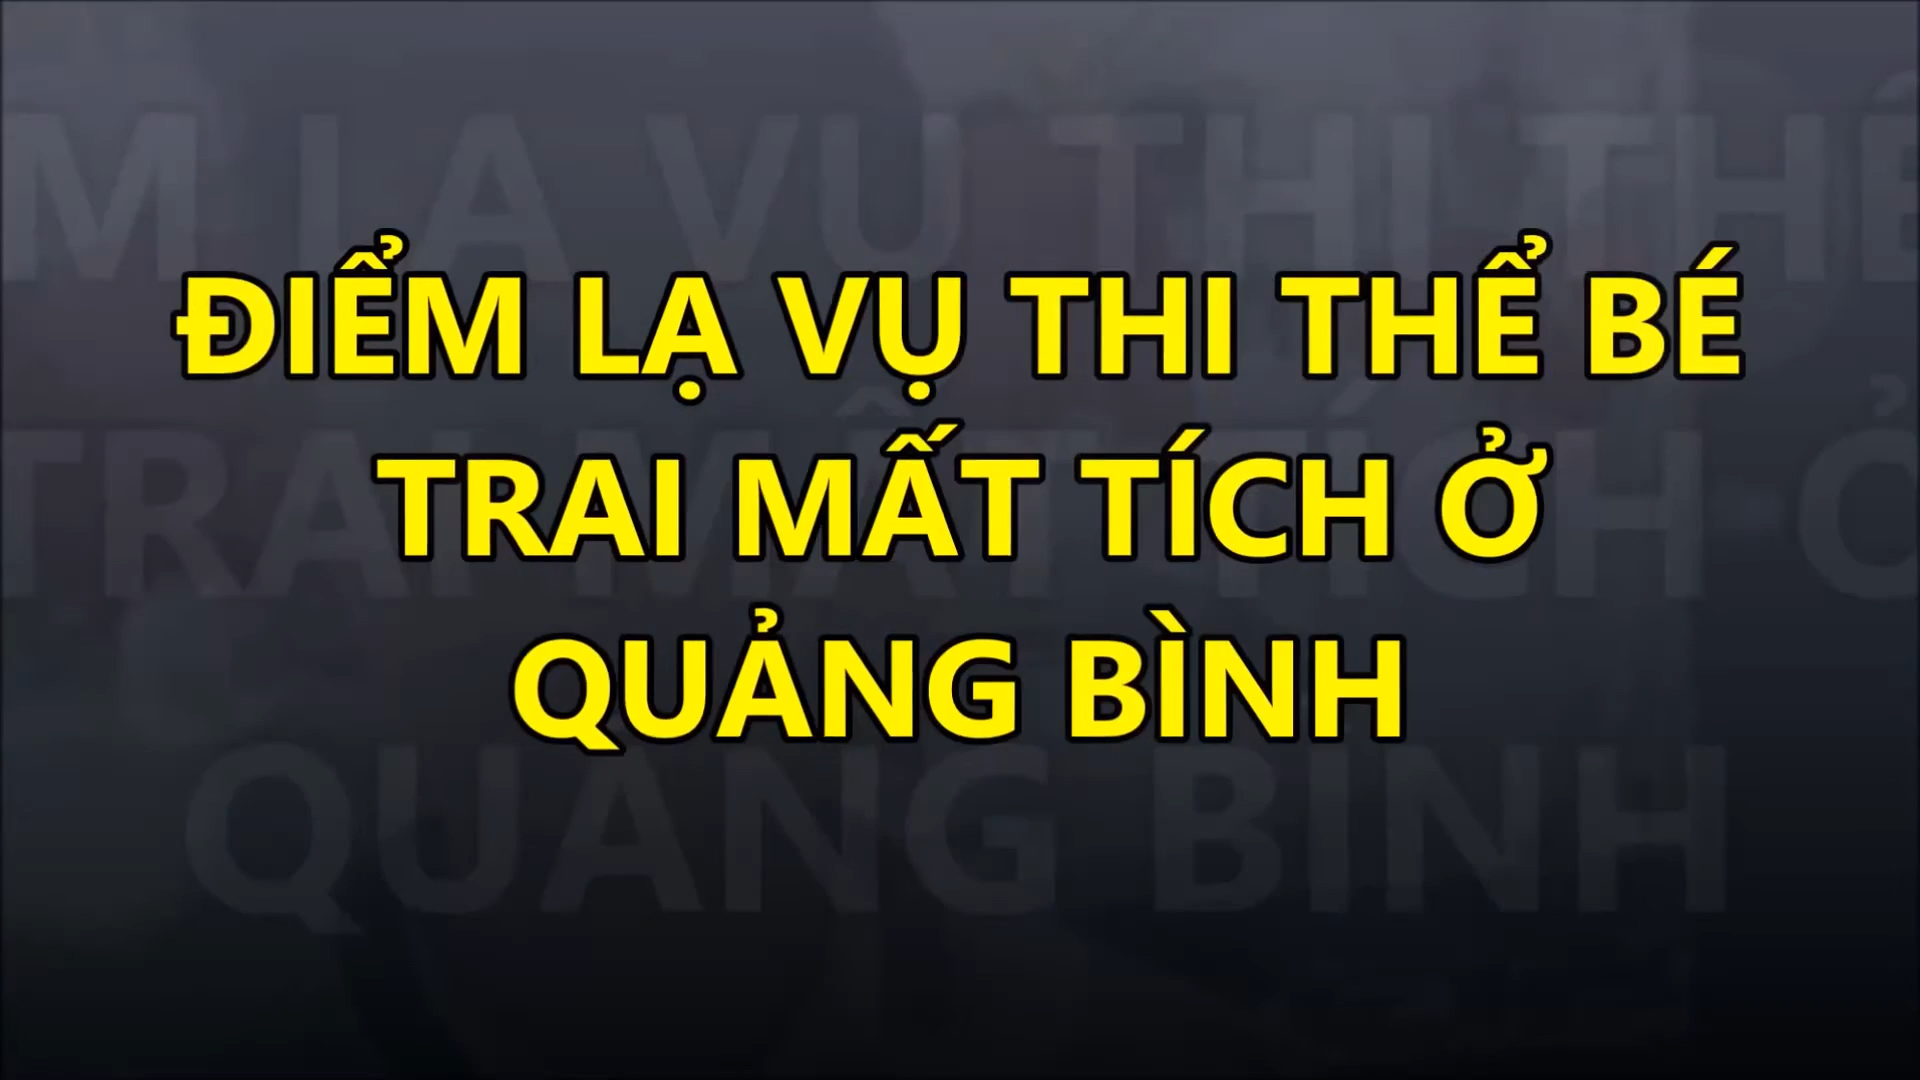 ĐIỂM LẠ VỤ THI THỂ BÉ
TRAI MẤT TÍCH Ở
QUẢNG BÌNH